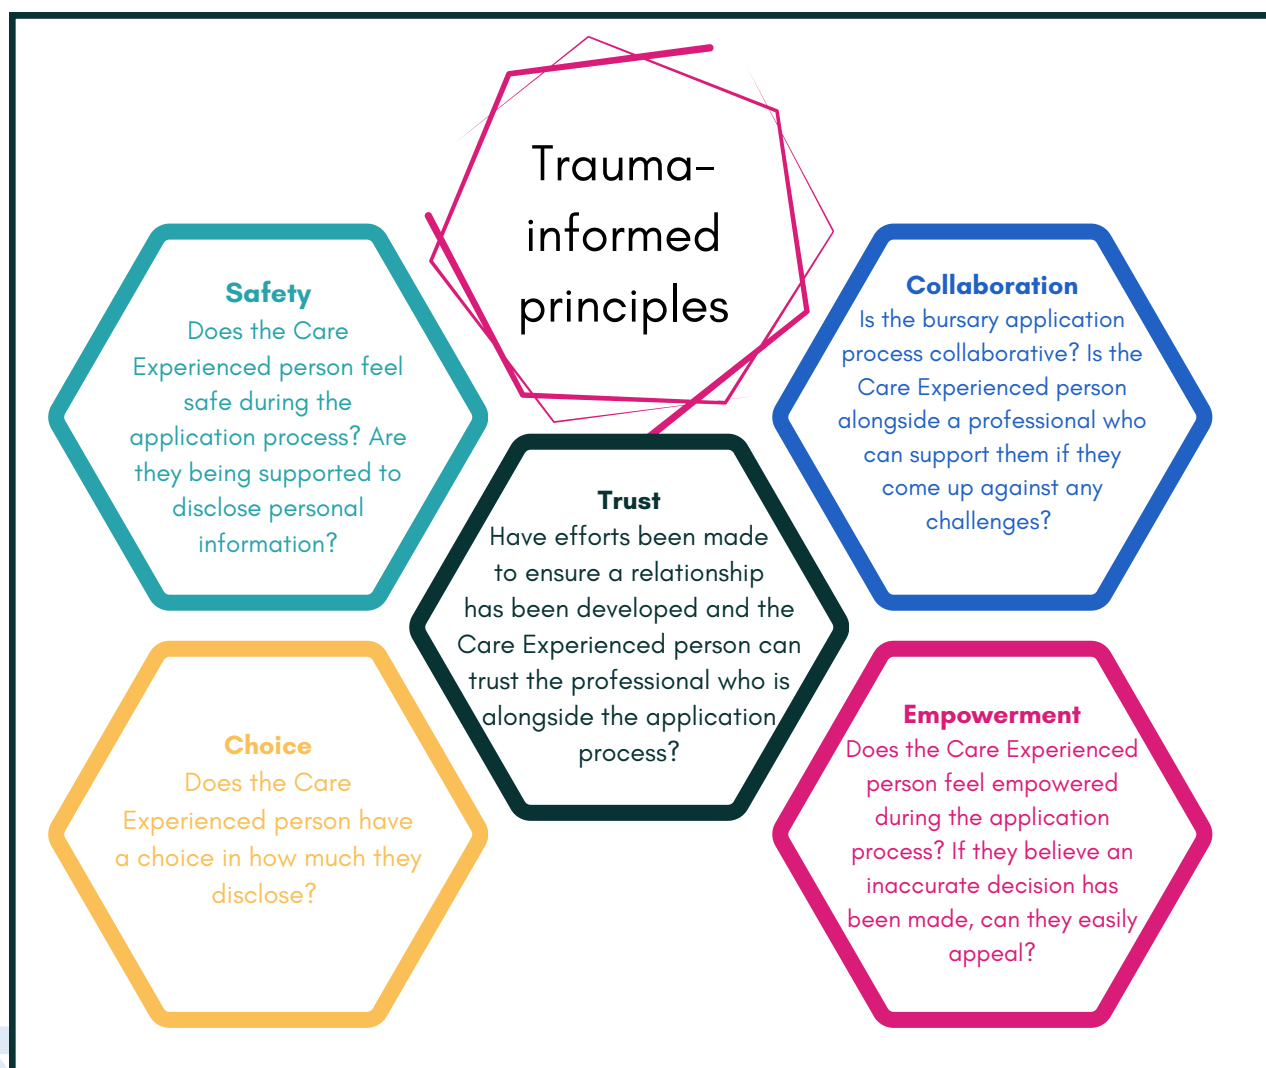 Trauma-
informed
principles
Safety
Does the Care
Experienced person feel
safe during the
application process? Are
they being supported to
disclose personal
information?
Collaboration
Is the bursary application
process collaborative? Is the
Care Experienced person
alongside a professional who
can support them if they
come up against any
challenges?
Trust
Have efforts been made
to ensure a relationship
has been developed and the
Care Experienced person can
trust the professional who is
alongside the application
process?
Choice
Does the Care
Experienced person have
a choice in how much they
disclose?
Empowerment
Does the Care Experienced
person feel empowered
during the application
process? If they believe an
inaccurate decision has
been made, can they easily
appeal?